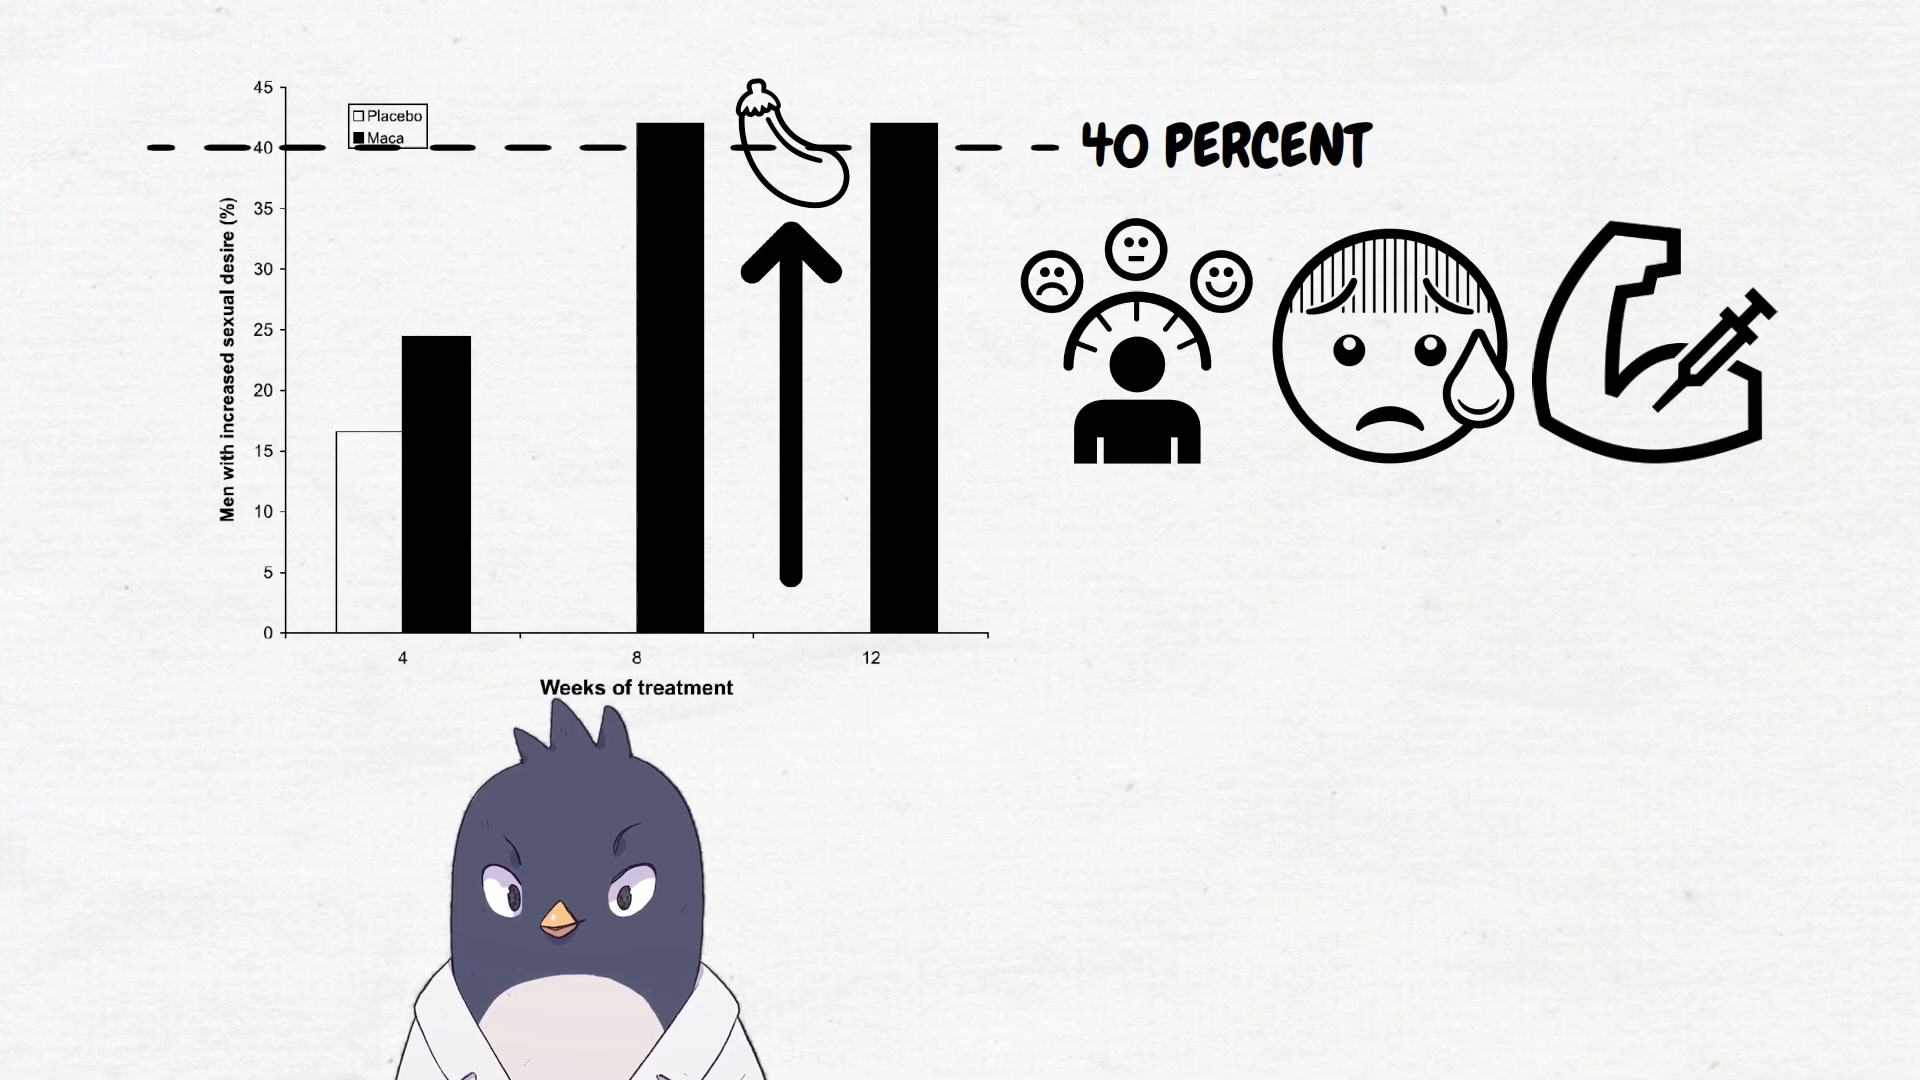 45
Placebo
Maca
40
40 PERCENT
35
30
25
20
15
10
5
0
Men with increased sexual desire (%)
4
8
12
Weeks of treatment